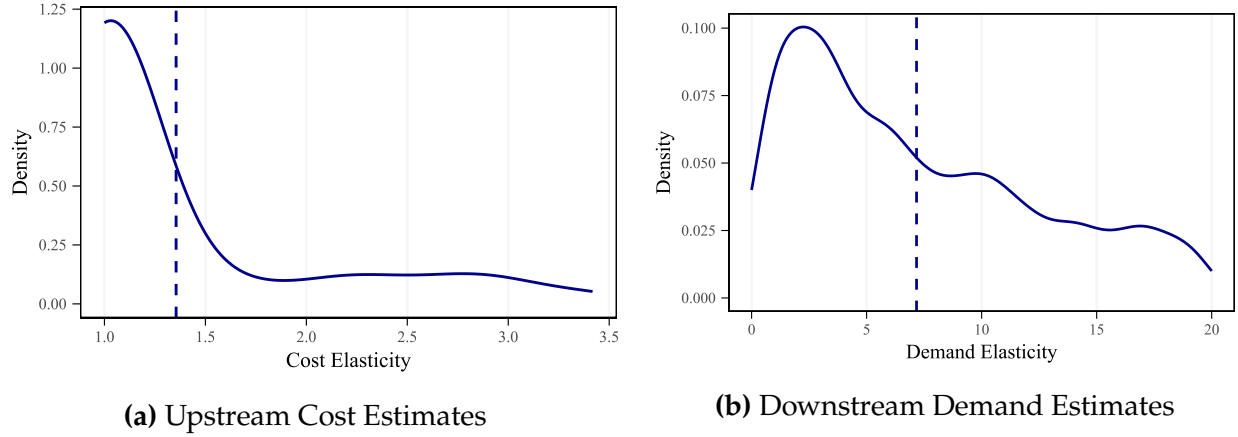 1.25
1.00
0.75
0.50
0.25
0.00
Density
1.0 1.5 2.0 2.5 3.0 3.5
Cost Elasticity
(a) Upstream Cost Estimates
0.100
0.075
0.050
0.025
0.000
Density
0 5 10 15 20
Demand Elasticity
(b) Downstream Demand Estimates